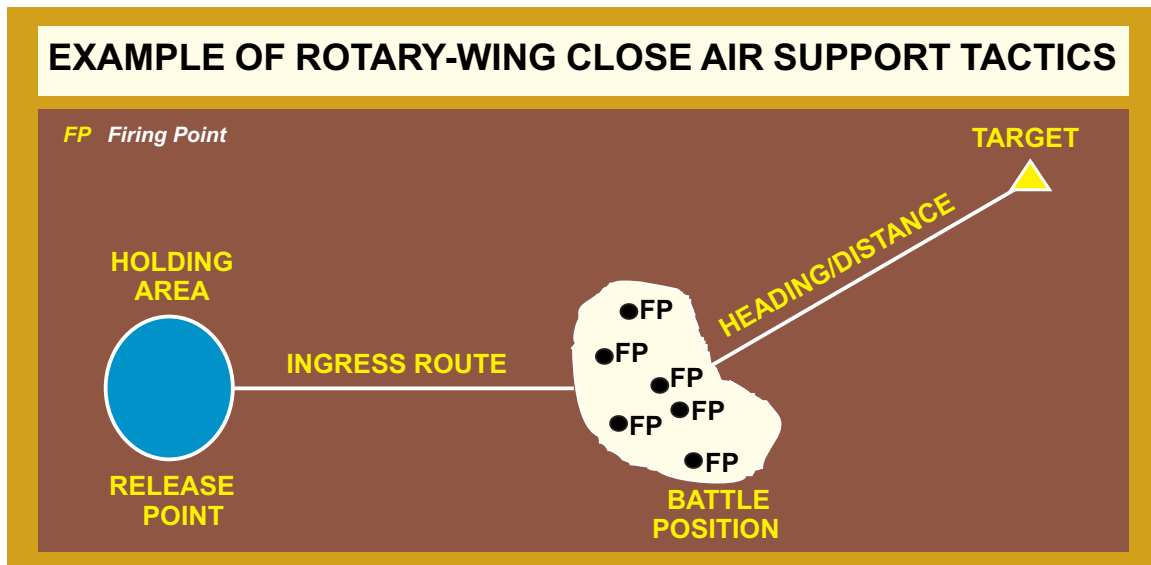 EXAMPLE OF ROTARY-WING CLOSE AIR SUPPORT TACTICS
FP Firing Point
TARGET
HEADING/DISTANCE
HOLDING
AREA
INGRESS ROUTE
FP
FP
FP
FP
FP
FP
RELEASE
POINT
BATTLE
POSITION